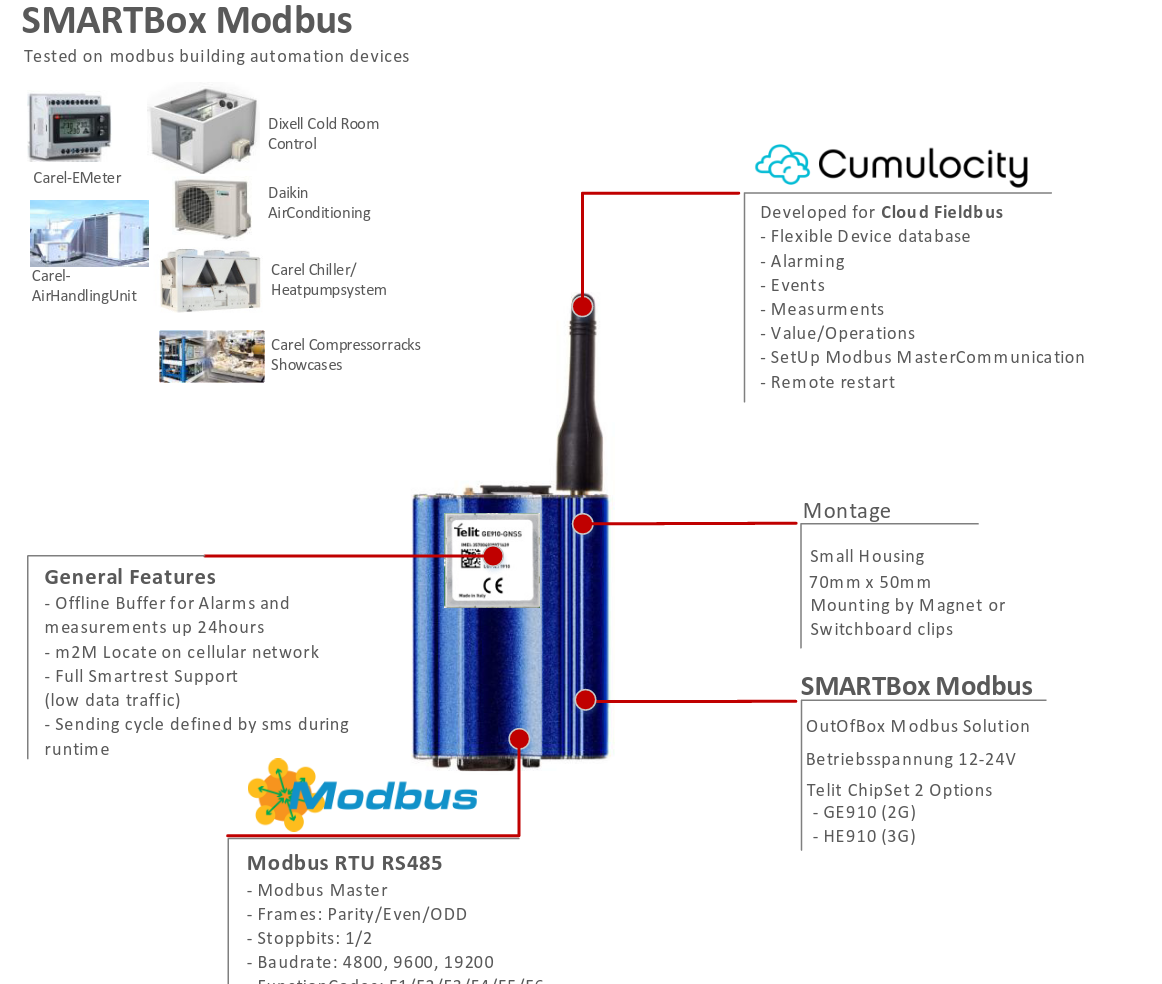 SMARTBox Modbus
Tested on modbus building automation devices
Carel-EMeter
Dixell Cold Room
Control
Daikin
AirConditioning
Carel-
AirHandlingUnit
Carel Chiller/
Heatpumpsystem
Carel Compressorracks
Showcases
Cumulocity
Developed for Cloud Fieldbus
- Flexible Device database
- Alarming
- Events
- Measurments
- Value/Operations
- SetUp Modbus MasterCommunication
- Remote restart
Telit GE910-GNSS
Made in Italy
Montage
Small Housing
70mm x 50mm
Mounting by Magnet or
Switchboard clips
General Features
- Offline Buffer for Alarms and
measurements up 24hours
- m2M Locate on cellular network
- Full Smartrest Support
(low data traffic)
- Sending cycle defined by sms during
runtime
SMARTBox Modbus
OutOfBox Modbus Solution
Betriebsspannung 12-24V
Telit ChipSet 2 Options
- GE910 (2G)
- HE910 (3G)
Modbus
Modbus RTU RS485
- Modbus Master
- Frames: Parity/Even/ODD
- Stoppbits: 1/2
- Baudrate: 4800, 9600, 19200